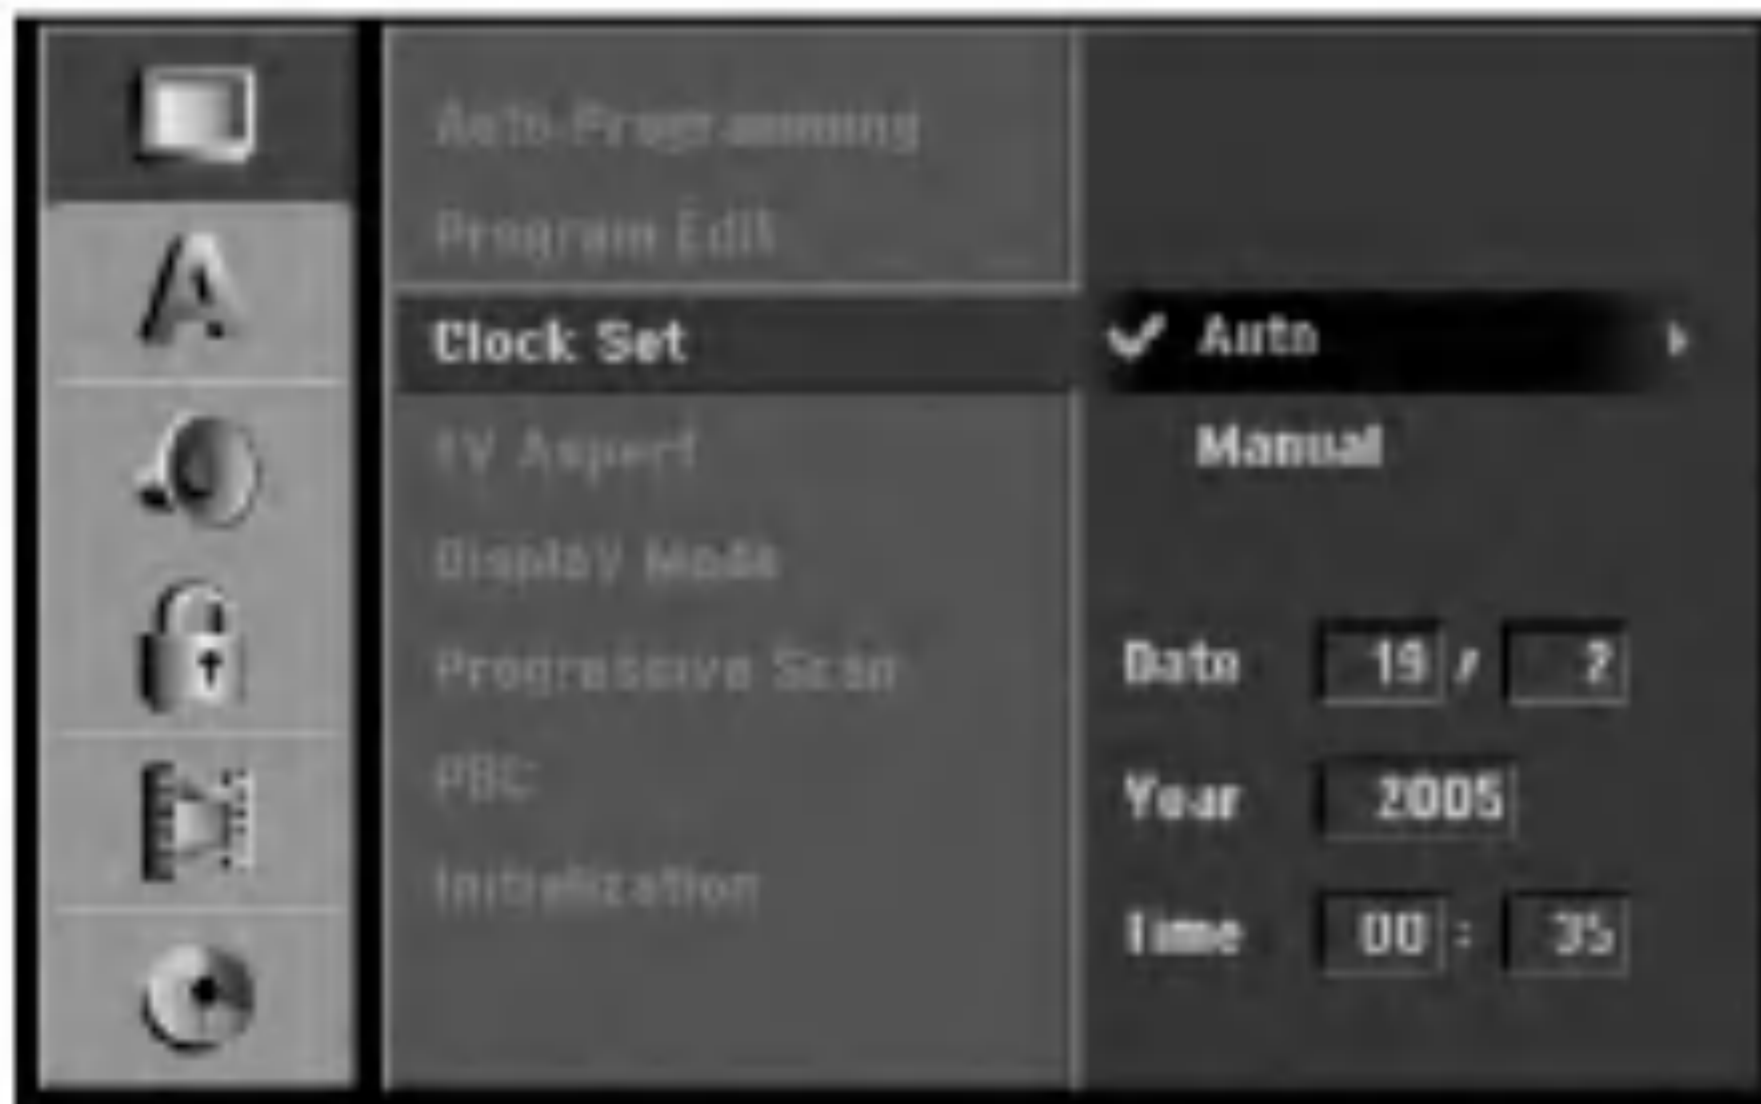 Auto Programming
Program Edit
Clock Set
TV Aspect
Display Mode
Progressive Scan
PBC
Initialization
✔ Auto
Manual
Date 19 / 2
Year 2005
Time 00 : 35